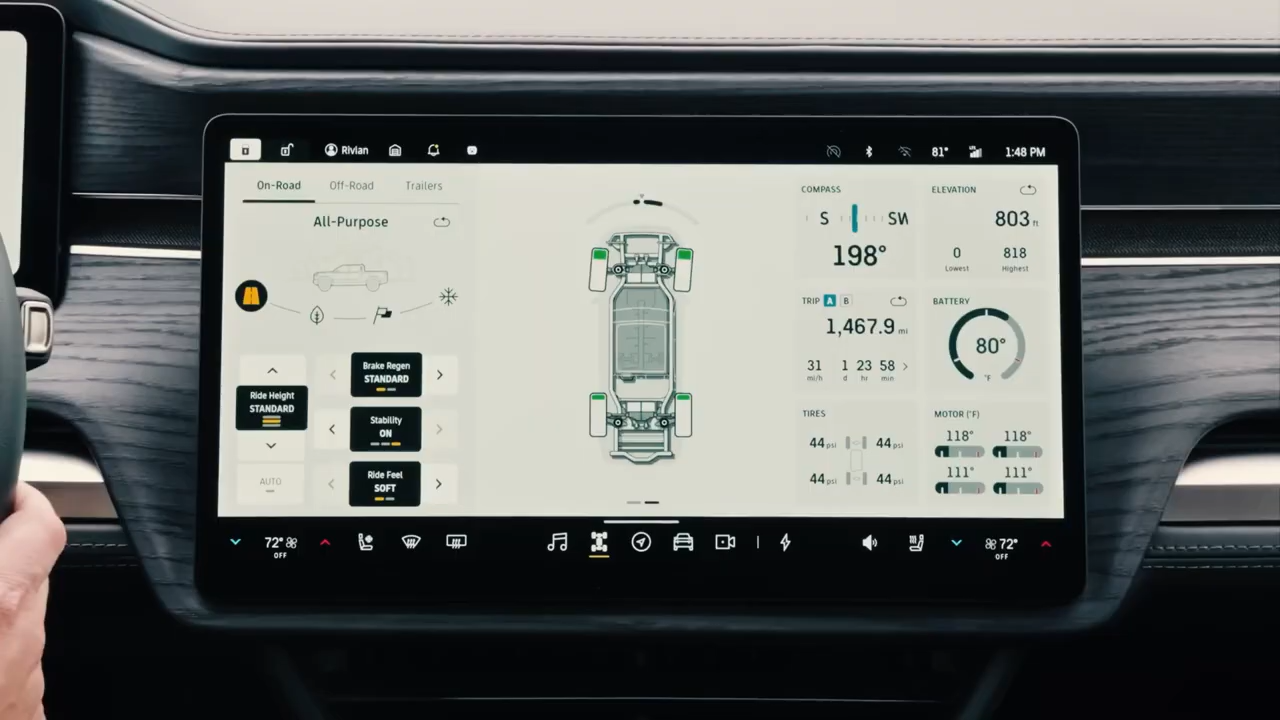 Rivian
81°
LTE
1:48 PM
On-Road
Off-Road
Trailers
All-Purpose
Brake Regen
STANDARD
Ride Height
STANDARD
Stability
ON
AUTO
Ride Feel
SOFT
COMPASS
S
SW
198°
ELEVATION
803 ft
0
818
Lowest
Highest
TRIP A B
1,467.9 mi
31 1 23 58
mi/h d hr min
BATTERY
80°
°F
TIRES
44 psi
44 psi
44 psi
44 psi
MOTOR (°F)
118° 118°
111° 111°
72°
OFF
72°
OFF